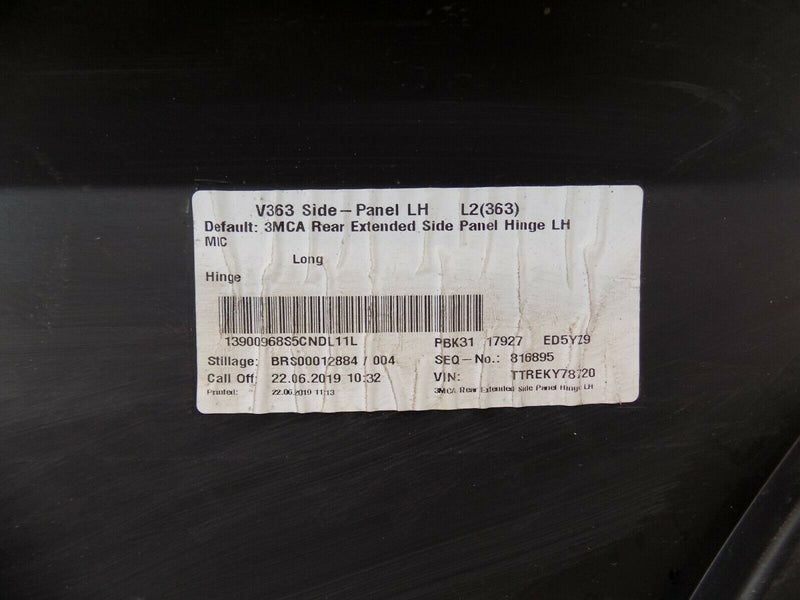 V363 Side-Panel LH L2(363)
Default: 3MCA Rear Extended Side Panel Hinge LH
MIC
Long
Hinge
13900968S5CNDL11L PBK31 17927 ED5YZ9
Stillage: BRS00012884 / 004 SEQ-No.: 816895
Call Off: 22.06.2019 10:32 VIN: TTREKY78720
Printed: 22.06.2019 11:13 3MCA Rear Extended Side Panel Hinge LH